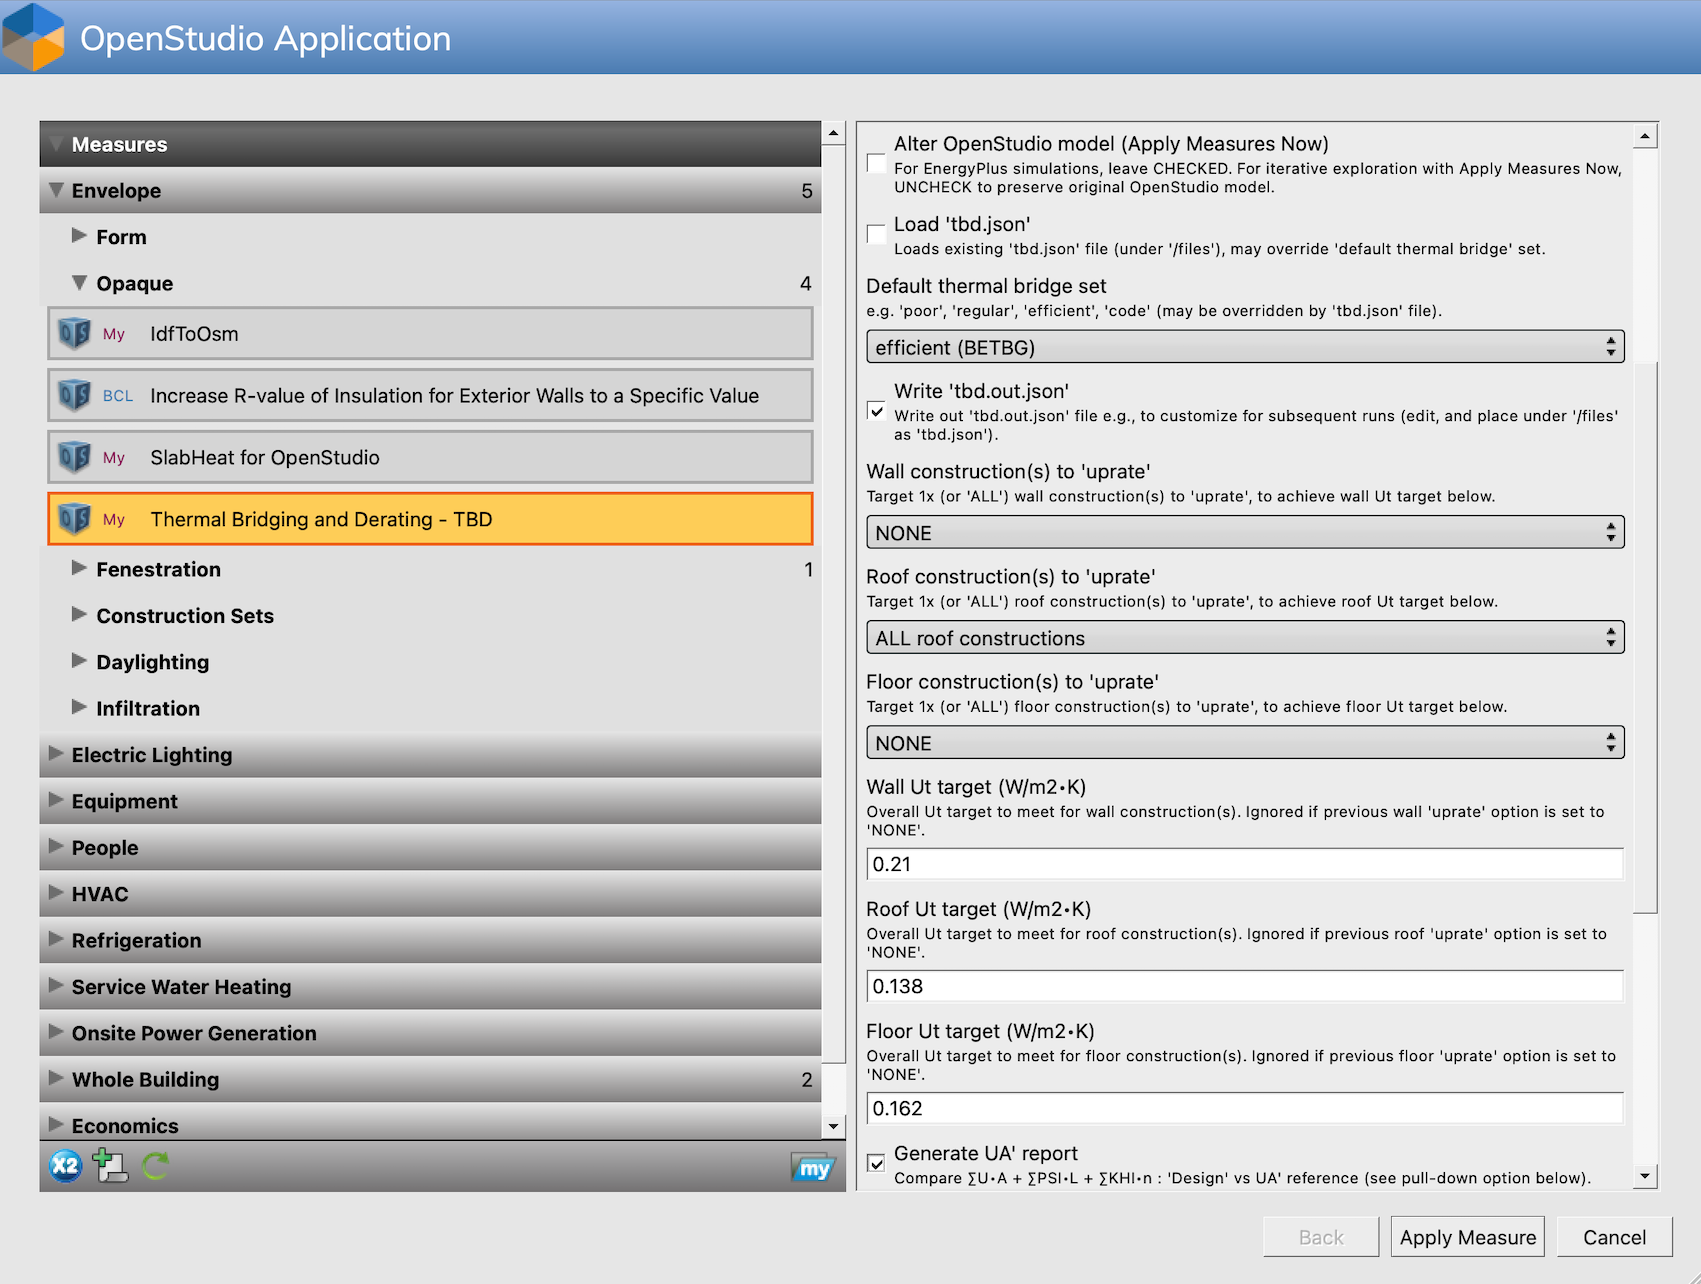 OpenStudio Application
Measures
Envelope 5
Form
Opaque 4
My IdfToOsm
BCL Increase R-value of Insulation for Exterior Walls to a Specific Value
My SlabHeat for OpenStudio
My Thermal Bridging and Derating - TBD
Fenestration 1
Construction Sets
Daylighting
Infiltration
Electric Lighting
Equipment
People
HVAC
Refrigeration
Service Water Heating
Onsite Power Generation
Whole Building 2
Economics
x2
my
Alter OpenStudio model (Apply Measures Now)
For EnergyPlus simulations, leave CHECKED. For iterative exploration with Apply Measures Now,
UNCHECK to preserve original OpenStudio model.
Load 'tbd.json'
Loads existing 'tbd.json' file (under '/files'), may override 'default thermal bridge' set.
Default thermal bridge set
e.g. 'poor', 'regular', 'efficient', 'code' (may be overridden by 'tbd.json' file).
efficient (BETBG)
Write 'tbd.out.json'
Write out 'tbd.out.json' file e.g., to customize for subsequent runs (edit, and place under '/files'
as 'tbd.json').
Wall construction(s) to 'uprate'
Target 1x (or 'ALL') wall construction(s) to 'uprate', to achieve wall Ut target below.
NONE
Roof construction(s) to 'uprate'
Target 1x (or 'ALL') roof construction(s) to 'uprate', to achieve roof Ut target below.
ALL roof constructions
Floor construction(s) to 'uprate'
Target 1x (or 'ALL') floor construction(s) to 'uprate', to achieve floor Ut target below.
NONE
Wall Ut target (W/m2•K)
Overall Ut target to meet for wall construction(s). Ignored if previous wall 'uprate' option is set to
'NONE'.
0.21
Roof Ut target (W/m2•K)
Overall Ut target to meet for roof construction(s). Ignored if previous roof 'uprate' option is set to
'NONE'.
0.138
Floor Ut target (W/m2•K)
Overall Ut target to meet for floor construction(s). Ignored if previous floor 'uprate' option is set to
'NONE'.
0.162
Generate UA' report
Compare ∑U•A + ∑PSI•L + ∑KHI•n : 'Design' vs UA' reference (see pull-down option below).
Back
Apply Measure
Cancel